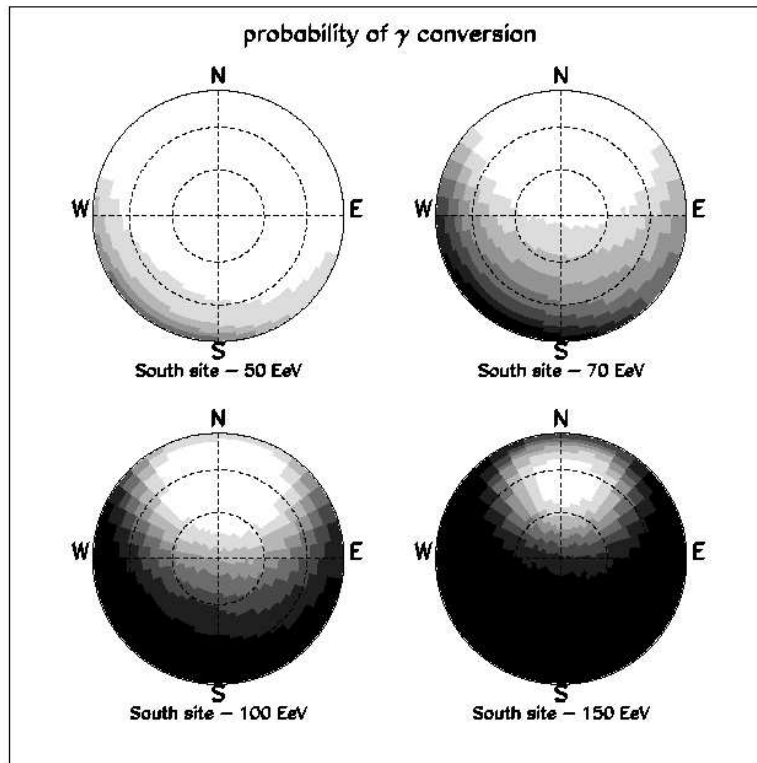 probability of γ conversion
N N
W E W E
S S
South site – 50 EeV South site – 70 EeV
N N
W E W E
S S
South site – 100 EeV South site – 150 EeV